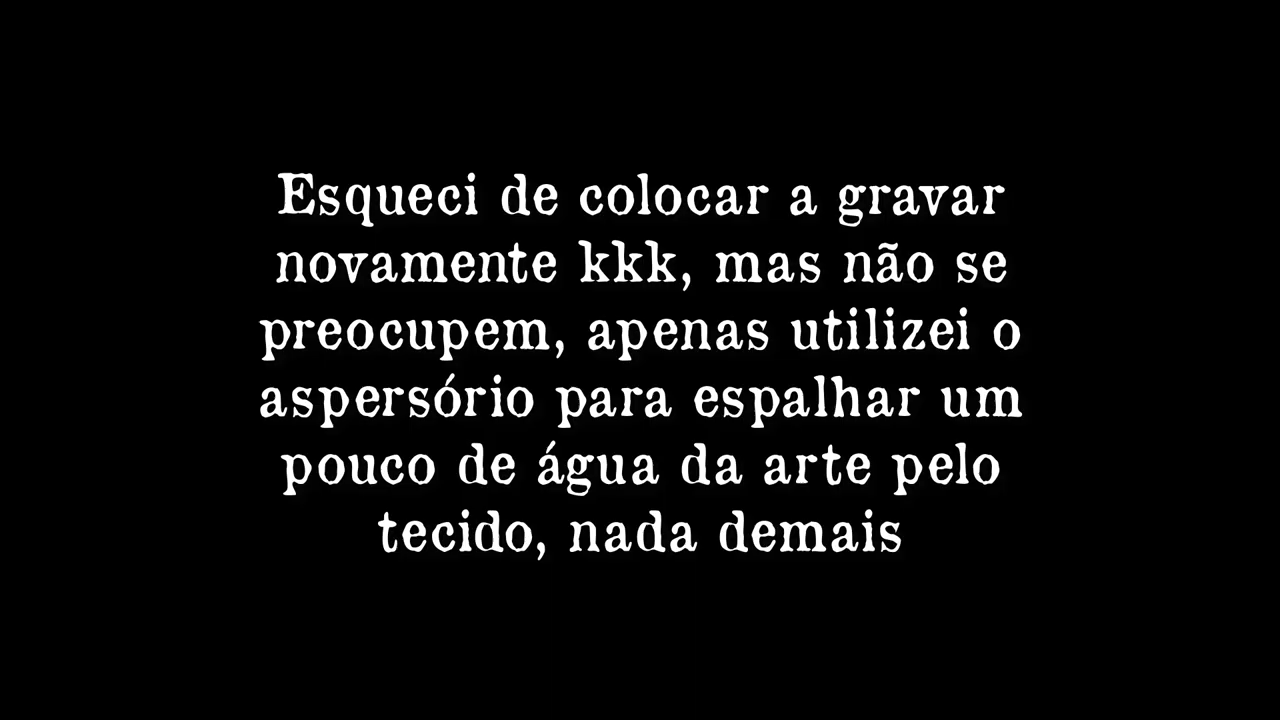 Esqueci de colocar a gravar
novamente kkk, mas não se
preocupem, apenas utilizei o
aspersório para espalhar um
pouco de água da arte pelo
tecido, nada demais